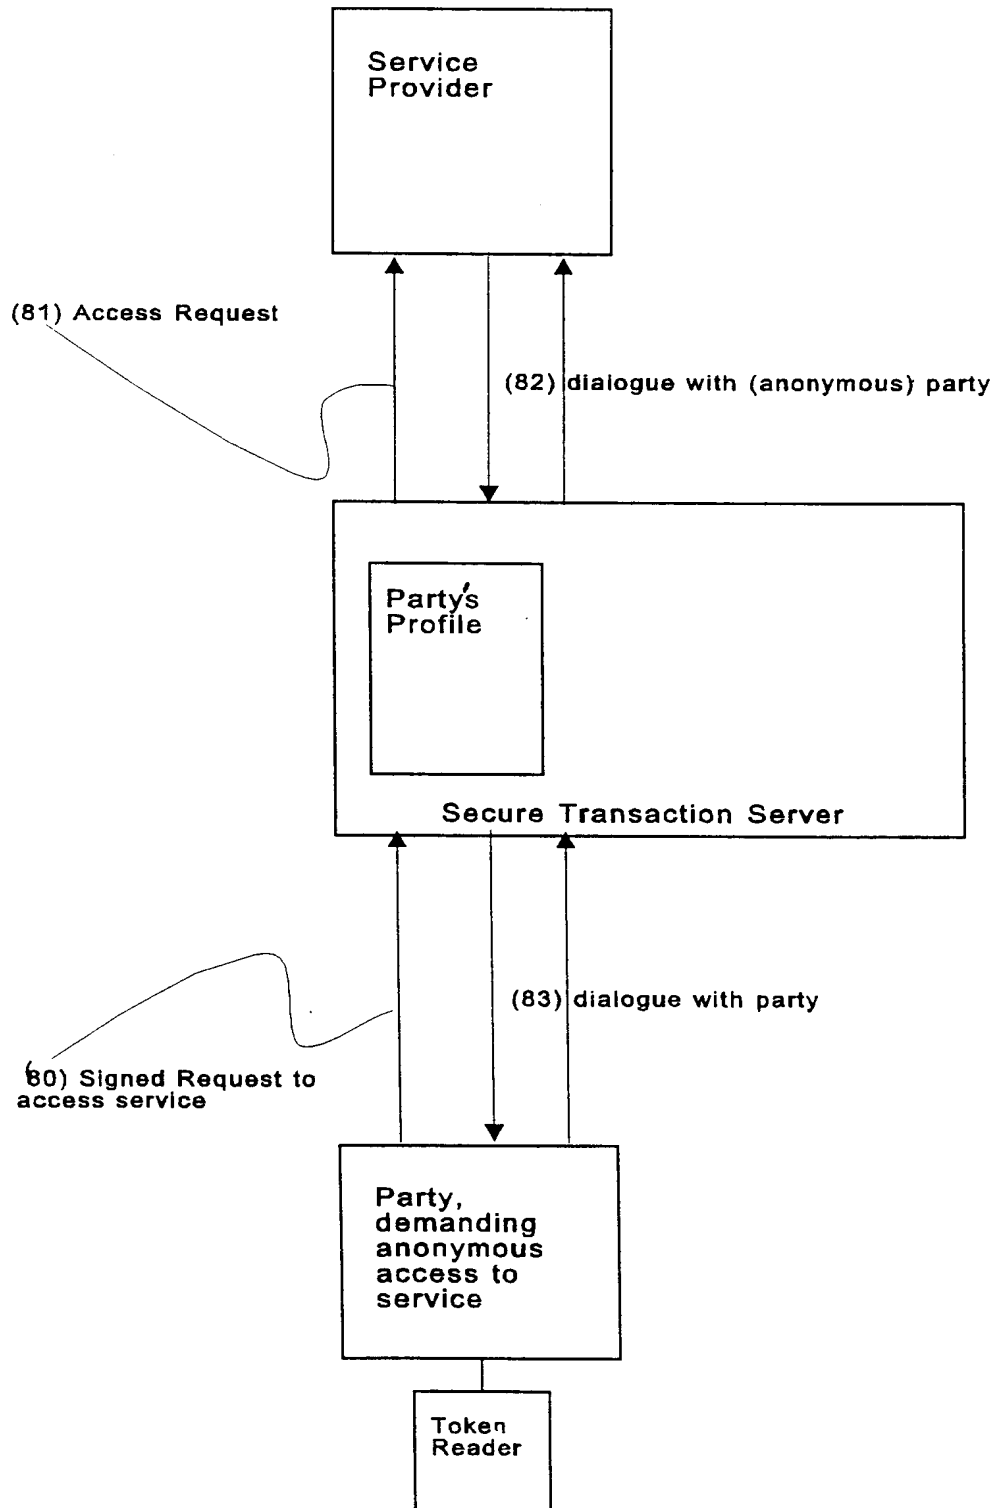 Service
Provider
(81) Access Request
(82) dialogue with (anonymous) party
Party's
Profile
Secure Transaction Server
(83) dialogue with party
(80) Signed Request to
access service
Party,
demanding
anonymous
access to
service
Token
Reader